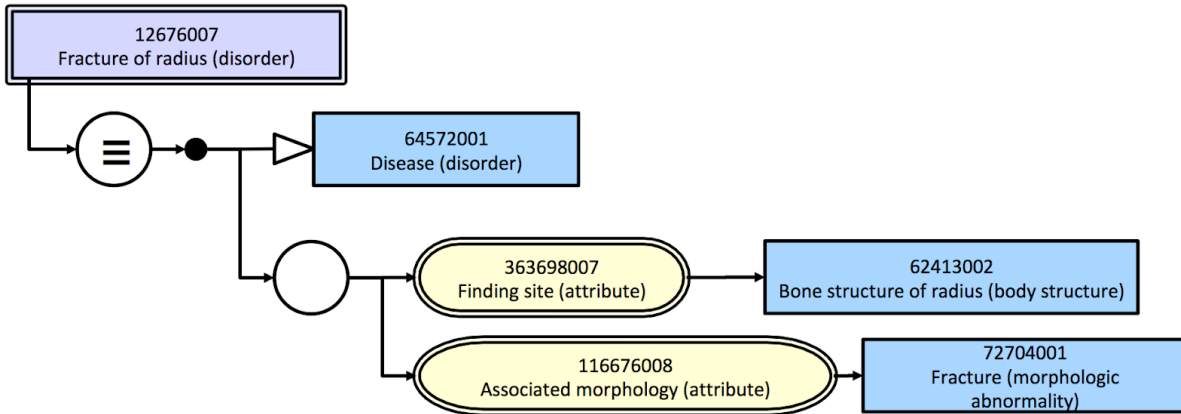 12676007
Fracture of radius (disorder)
64572001
Disease (disorder)
363698007
Finding site (attribute)
62413002
Bone structure of radius (body structure)
116676008
Associated morphology (attribute)
72704001
Fracture (morphologic
abnormality)